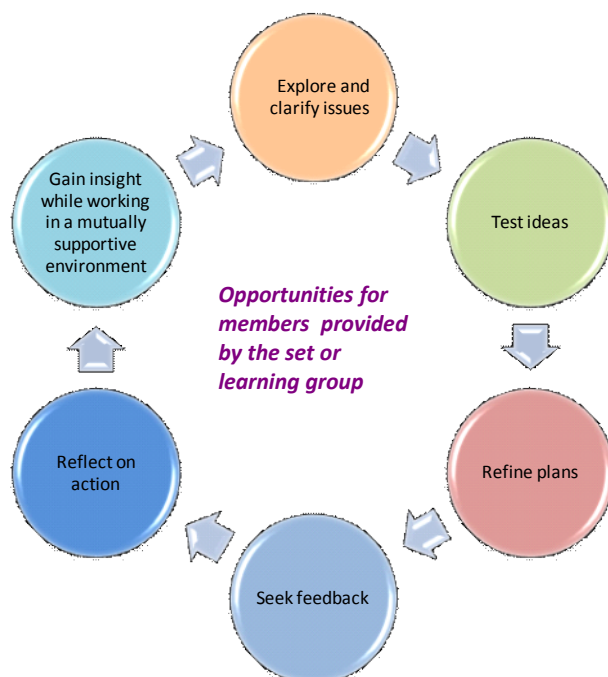 Explore and
clarify issues
Test ideas
Refine plans
Seek feedback
Reflect on
action
Gain insight
while working
in a mutually
supportive
environment
Opportunities for
members provided
by the set or
learning group